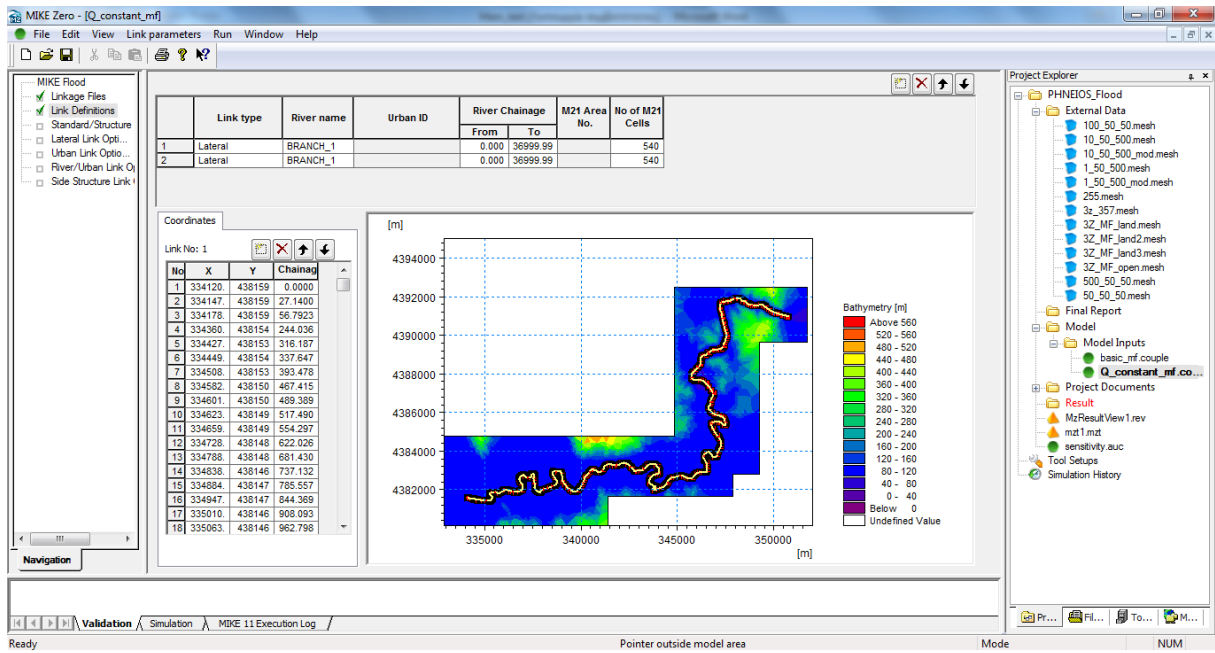 MIKE Zero - [Q_constant_mf]
File Edit View Link parameters Run Window Help
MIKE Flood
Linkage Files
Link Definitions
Standard/Structure
Lateral Link Opti...
Urban Link Optio...
River/Urban Link O
Side Structure Link
Navigation
Link type River name Urban ID River Chainage M21 Area No. No of M21 Cells
From To
1 Lateral BRANCH_1 0.000 36999.99 540
2 Lateral BRANCH_1 0.000 36999.99 540
Coordinates
Link No: 1
No X Y Chainag
1 334120. 438159 0.0000
2 334147. 438159 27.1400
3 334178. 438159 56.7923
4 334360. 438154 244.036
5 334427. 438153 316.187
6 334449. 438154 337.647
7 334508. 438153 393.478
8 334582. 438150 467.415
9 334601. 438150 489.389
10 334623. 438149 517.490
11 334659. 438149 554.297
12 334728. 438148 622.026
13 334788. 438148 681.430
14 334838. 438146 737.132
15 334884. 438147 785.557
16 334947. 438147 844.369
17 335010. 438146 908.093
18 335063. 438146 962.798
[m]
4394000
4392000
4390000
4388000
4386000
4384000
4382000
335000 340000 345000 350000
[m]
Bathymetry [m]
Above 560
520 - 560
480 - 520
440 - 480
400 - 440
360 - 400
320 - 360
280 - 320
240 - 280
200 - 240
160 - 200
120 - 160
80 - 120
40 - 80
0 - 40
Below 0
Undefined Value
Project Explorer
PHNEIOS_Flood
External Data
100_50_50.mesh
10_50_500.mesh
10_50_500_mod.mesh
1_50_500.mesh
1_50_500_mod.mesh
255.mesh
3z_357.mesh
3Z_MF_land.mesh
3Z_MF_land2.mesh
3Z_MF_land3.mesh
3Z_MF_open.mesh
500_50_50.mesh
50_50_50.mesh
Final Report
Model
Model Inputs
basic_mf.couple
Q_constant_mf.co...
Project Documents
Result
MzResultView1.rev
mzt1.mzt
sensitivity.auc
Tool Setups
Simulation History
Pr... Fil... To... M...
Validation Simulation MIKE 11 Execution Log
Ready Pointer outside model area Mode NUM